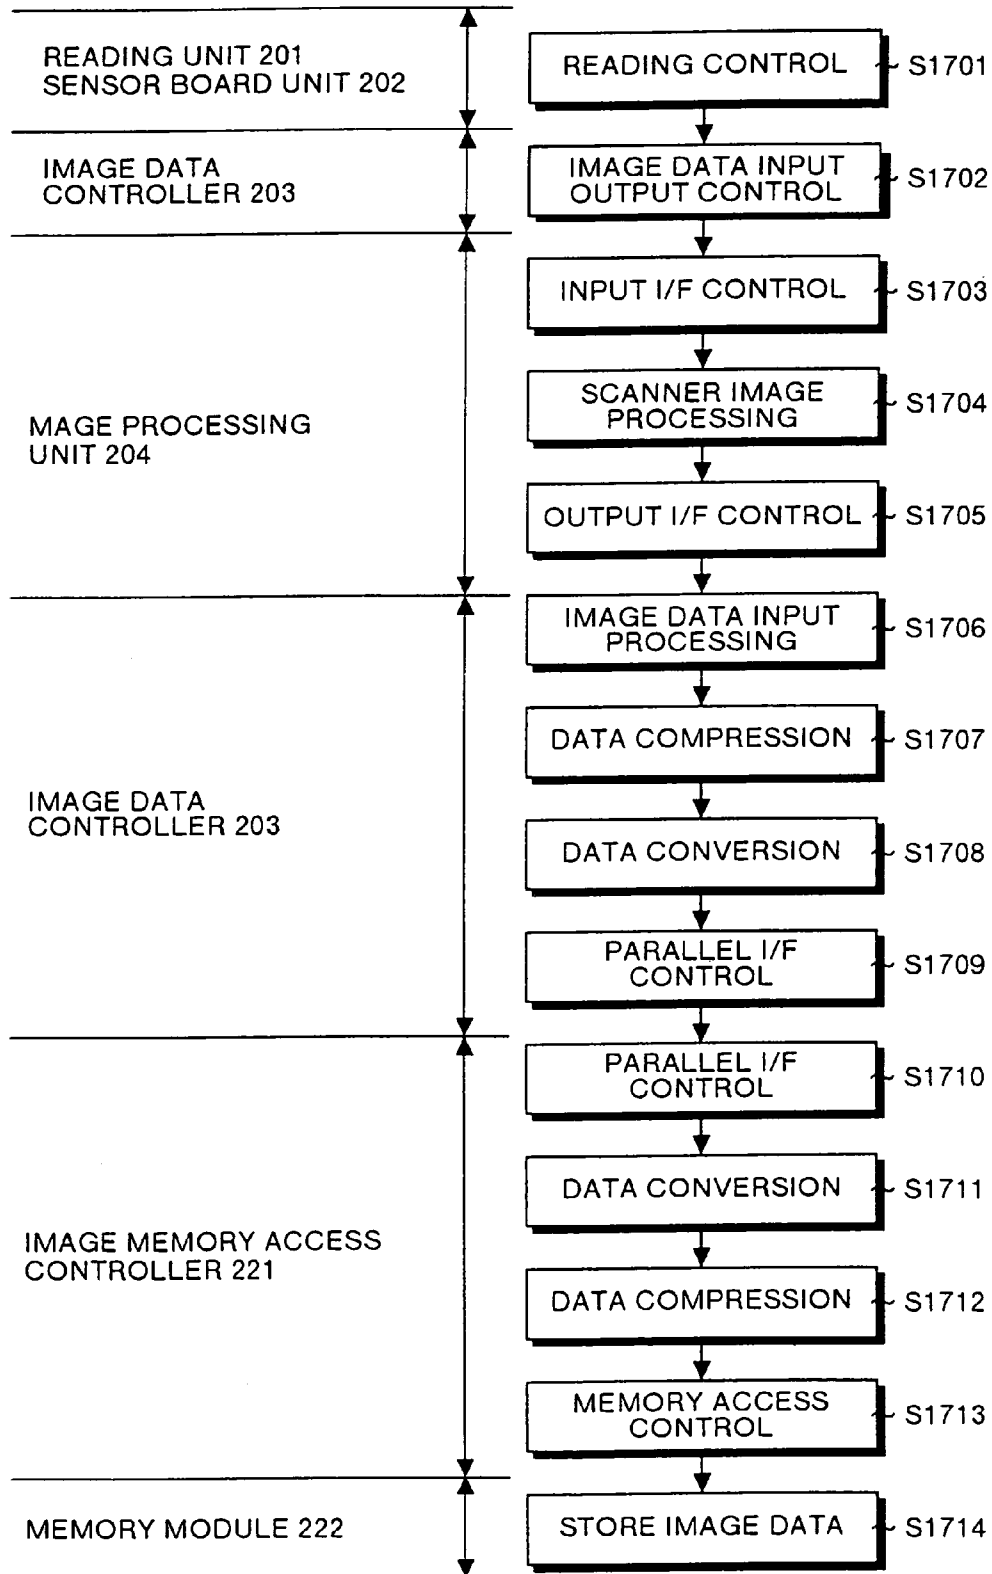 READING UNIT 201
SENSOR BOARD UNIT 202
READING CONTROL
S1701
IMAGE DATA
CONTROLLER 203
IMAGE DATA INPUT
OUTPUT CONTROL
S1702
INPUT I/F CONTROL
S1703
MAGE PROCESSING
UNIT 204
SCANNER IMAGE
PROCESSING
S1704
OUTPUT I/F CONTROL
S1705
IMAGE DATA
CONTROLLER 203
IMAGE DATA INPUT
PROCESSING
S1706
DATA COMPRESSION
S1707
DATA CONVERSION
S1708
PARALLEL I/F
CONTROL
S1709
IMAGE MEMORY ACCESS
CONTROLLER 221
PARALLEL I/F
CONTROL
S1710
DATA CONVERSION
S1711
DATA COMPRESSION
S1712
MEMORY ACCESS
CONTROL
S1713
MEMORY MODULE 222
STORE IMAGE DATA
S1714